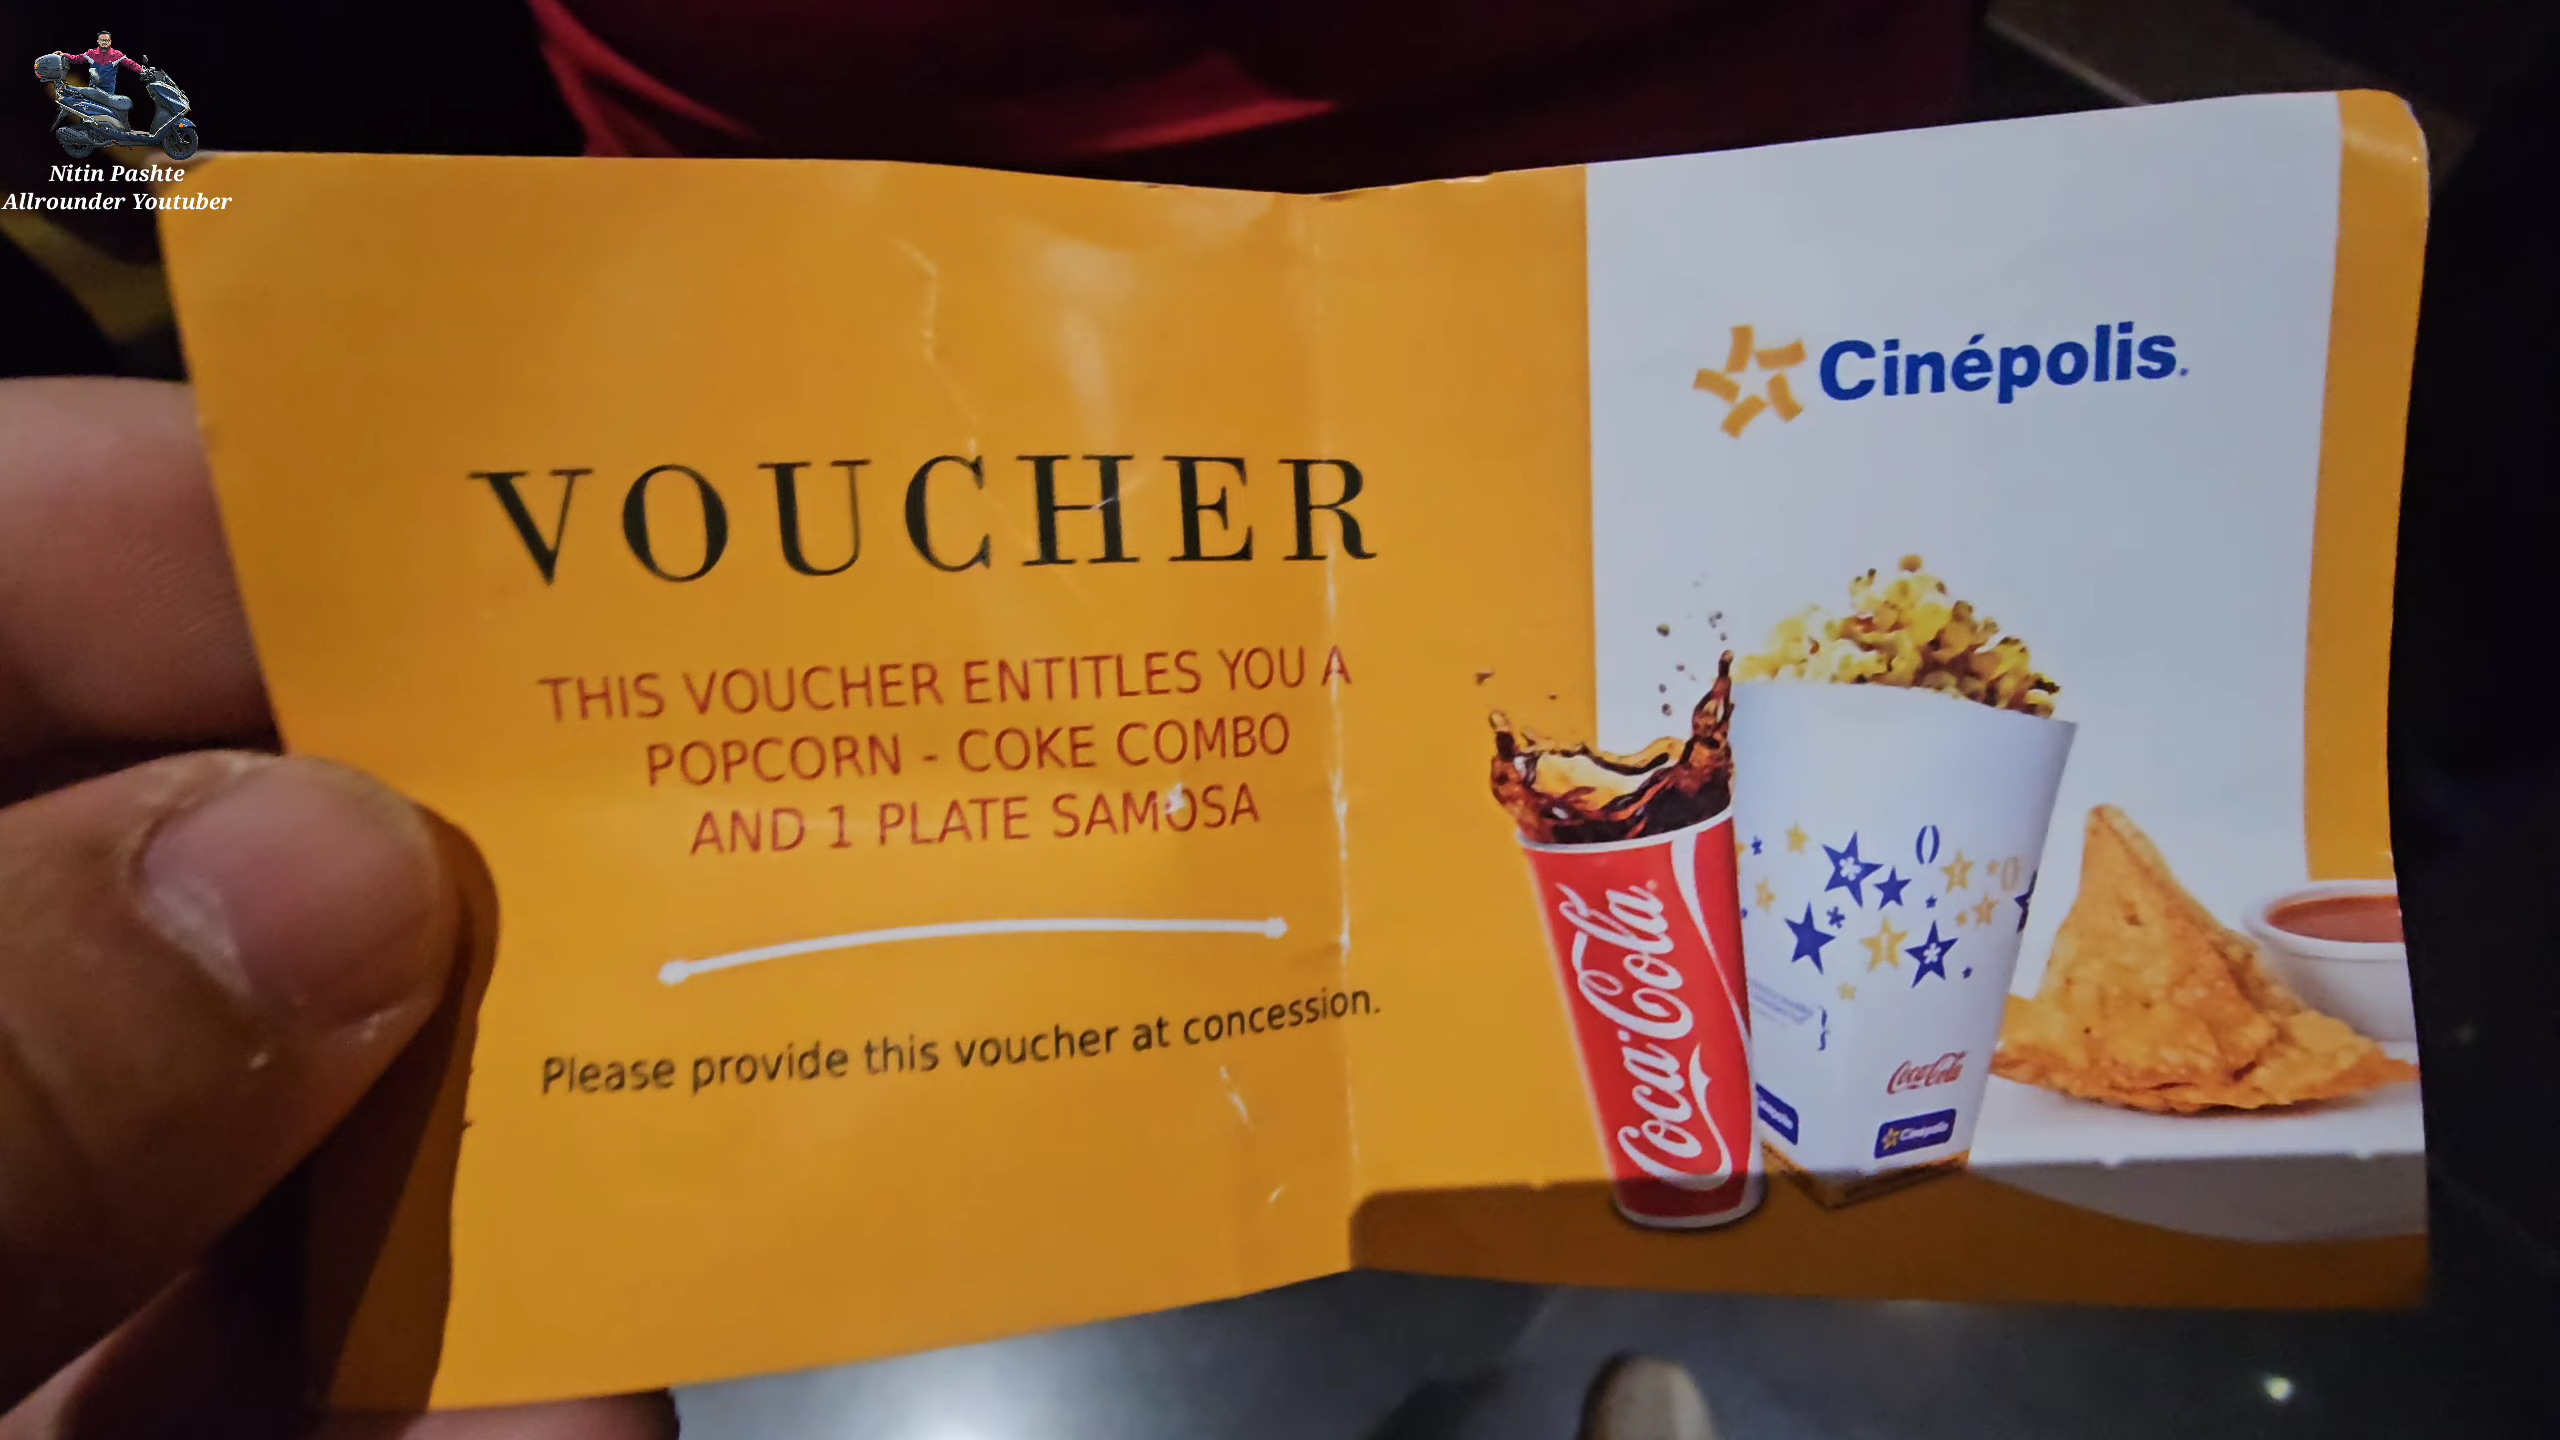 Nitin Pashte
Allrounder Youtuber
VOUCHER
THIS VOUCHER ENTITLES YOU A
POPCORN - COKE COMBO
AND 1 PLATE SAMOSA
Please provide this voucher at concession.
Cinépolis.
Coca-Cola
Coca-Cola
Cinépolis